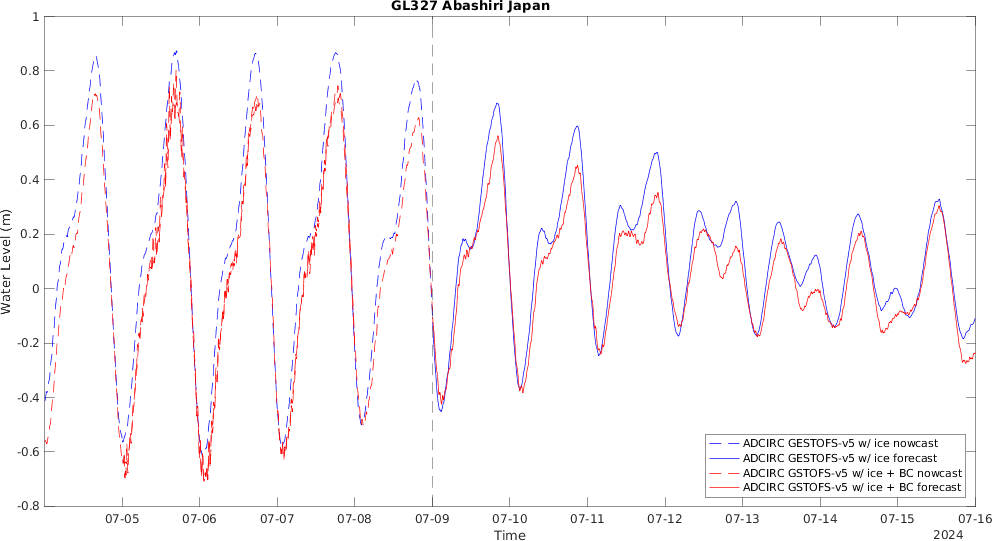 GL327 Abashiri Japan
1
0.8
0.6
0.4
0.2
0
-0.2
-0.4
-0.6
-0.8
Water Level (m)
ADCIRC GESTOFS-v5 w/ ice nowcast
ADCIRC GESTOFS-v5 w/ ice forecast
ADCIRC GSTOFS-v5 w/ ice + BC nowcast
ADCIRC GSTOFS-v5 w/ ice + BC forecast
07-05 07-06 07-07 07-08 07-09 07-10 07-11 07-12 07-13 07-14 07-15 07-16
Time
2024